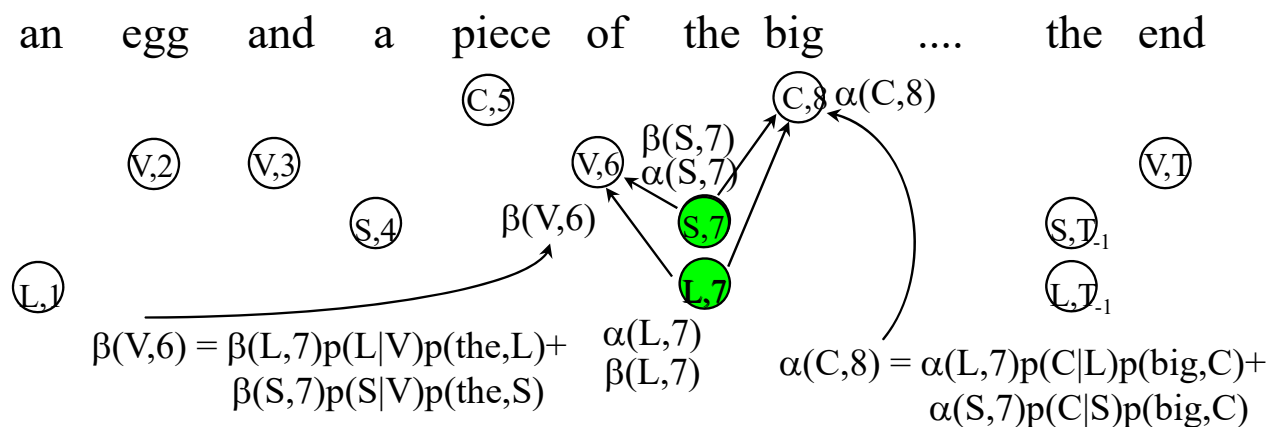 an egg and a piece of the big .... the end
C,5 C,8 α(C,8)
V,2 V,3 V,6 β(S,7) V,T
α(S,7)
S,4 β(V,6) S,7 S,T-1
L,1 L,7 L,T-1
β(V,6) = β(L,7)p(L|V)p(the,L)+
β(S,7)p(S|V)p(the,S)
α(L,7)
β(L,7)
α(C,8) = α(L,7)p(C|L)p(big,C)+
α(S,7)p(C|S)p(big,C)